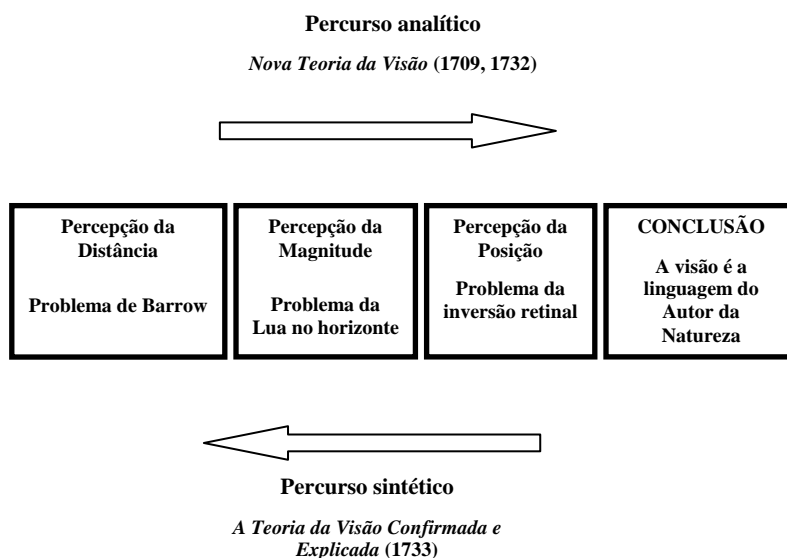 Percurso analítico
Nova Teoria da Visão (1709, 1732)
Percepção da
Distância
Problema de Barrow
Percepção da
Magnitude
Problema da
Lua no horizonte
Percepção da
Posição
Problema da
inversão retinal
CONCLUSÃO
A visão é a
linguagem do
Autor da
Natureza
Percurso sintético
A Teoria da Visão Confirmada e
Explicada (1733)